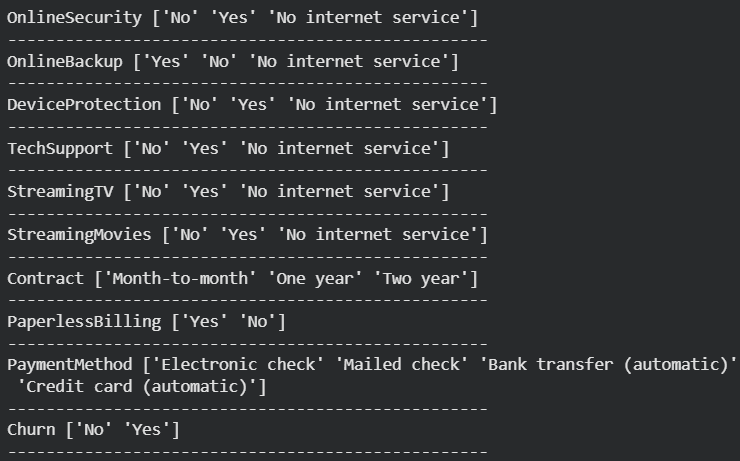 OnlineSecurity ['No' 'Yes' 'No internet service']
--------------------------------------------------
OnlineBackup ['Yes' 'No' 'No internet service']
--------------------------------------------------
DeviceProtection ['No' 'Yes' 'No internet service']
--------------------------------------------------
TechSupport ['No' 'Yes' 'No internet service']
--------------------------------------------------
StreamingTV ['No' 'Yes' 'No internet service']
--------------------------------------------------
StreamingMovies ['No' 'Yes' 'No internet service']
--------------------------------------------------
Contract ['Month-to-month' 'One year' 'Two year']
--------------------------------------------------
PaperlessBilling ['Yes' 'No']
--------------------------------------------------
PaymentMethod ['Electronic check' 'Mailed check' 'Bank transfer (automatic)'
 'Credit card (automatic)']
--------------------------------------------------
Churn ['No' 'Yes']
--------------------------------------------------